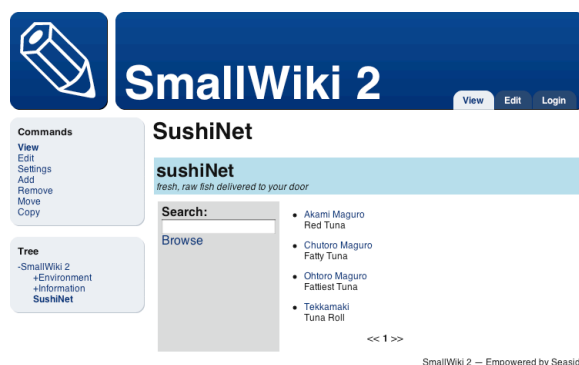 SmallWiki 2
View Edit Login
Commands
View
Edit
Settings
Add
Remove
Move
Copy
Tree
-SmallWiki 2
+Environment
+Information
SushiNet
SushiNet
sushiNet
fresh, raw fish delivered to your door
Search:
Browse
Akami Maguro
Red Tuna
Chutoro Maguro
Fatty Tuna
Ohtoro Maguro
Fattiest Tuna
Tekkamaki
Tuna Roll
<< 1 >>
SmallWiki 2 — Empowered by Seasid